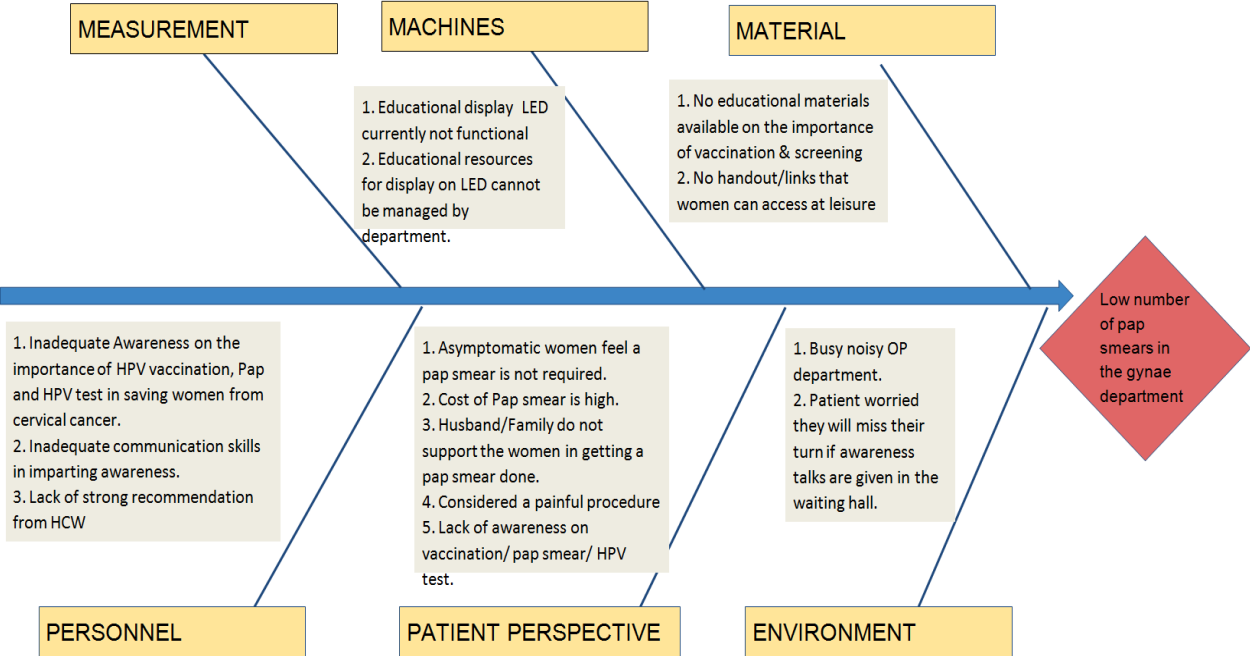 MEASUREMENT
MACHINES
MATERIAL
1. Educational display LED
currently not functional
2. Educational resources
for display on LED cannot
be managed by
department.
1. No educational materials
available on the importance
of vaccination & screening
2. No handout/links that
women can access at leisure
Low number
of pap
smears in
the gynae
department
1. Inadequate Awareness on the
importance of HPV vaccination, Pap
and HPV test in saving women from
cervical cancer.
2. Inadequate communication skills
in imparting awareness.
3. Lack of strong recommendation
from HCW
1. Asymptomatic women feel a
pap smear is not required.
2. Cost of Pap smear is high.
3. Husband/Family do not
support the women in getting a
pap smear done.
4. Considered a painful procedure
5. Lack of awareness on
vaccination/ pap smear/ HPV
test.
1. Busy noisy OP
department.
2. Patient worried
they will miss their
turn if awareness
talks are given in the
waiting hall.
PERSONNEL
PATIENT PERSPECTIVE
ENVIRONMENT